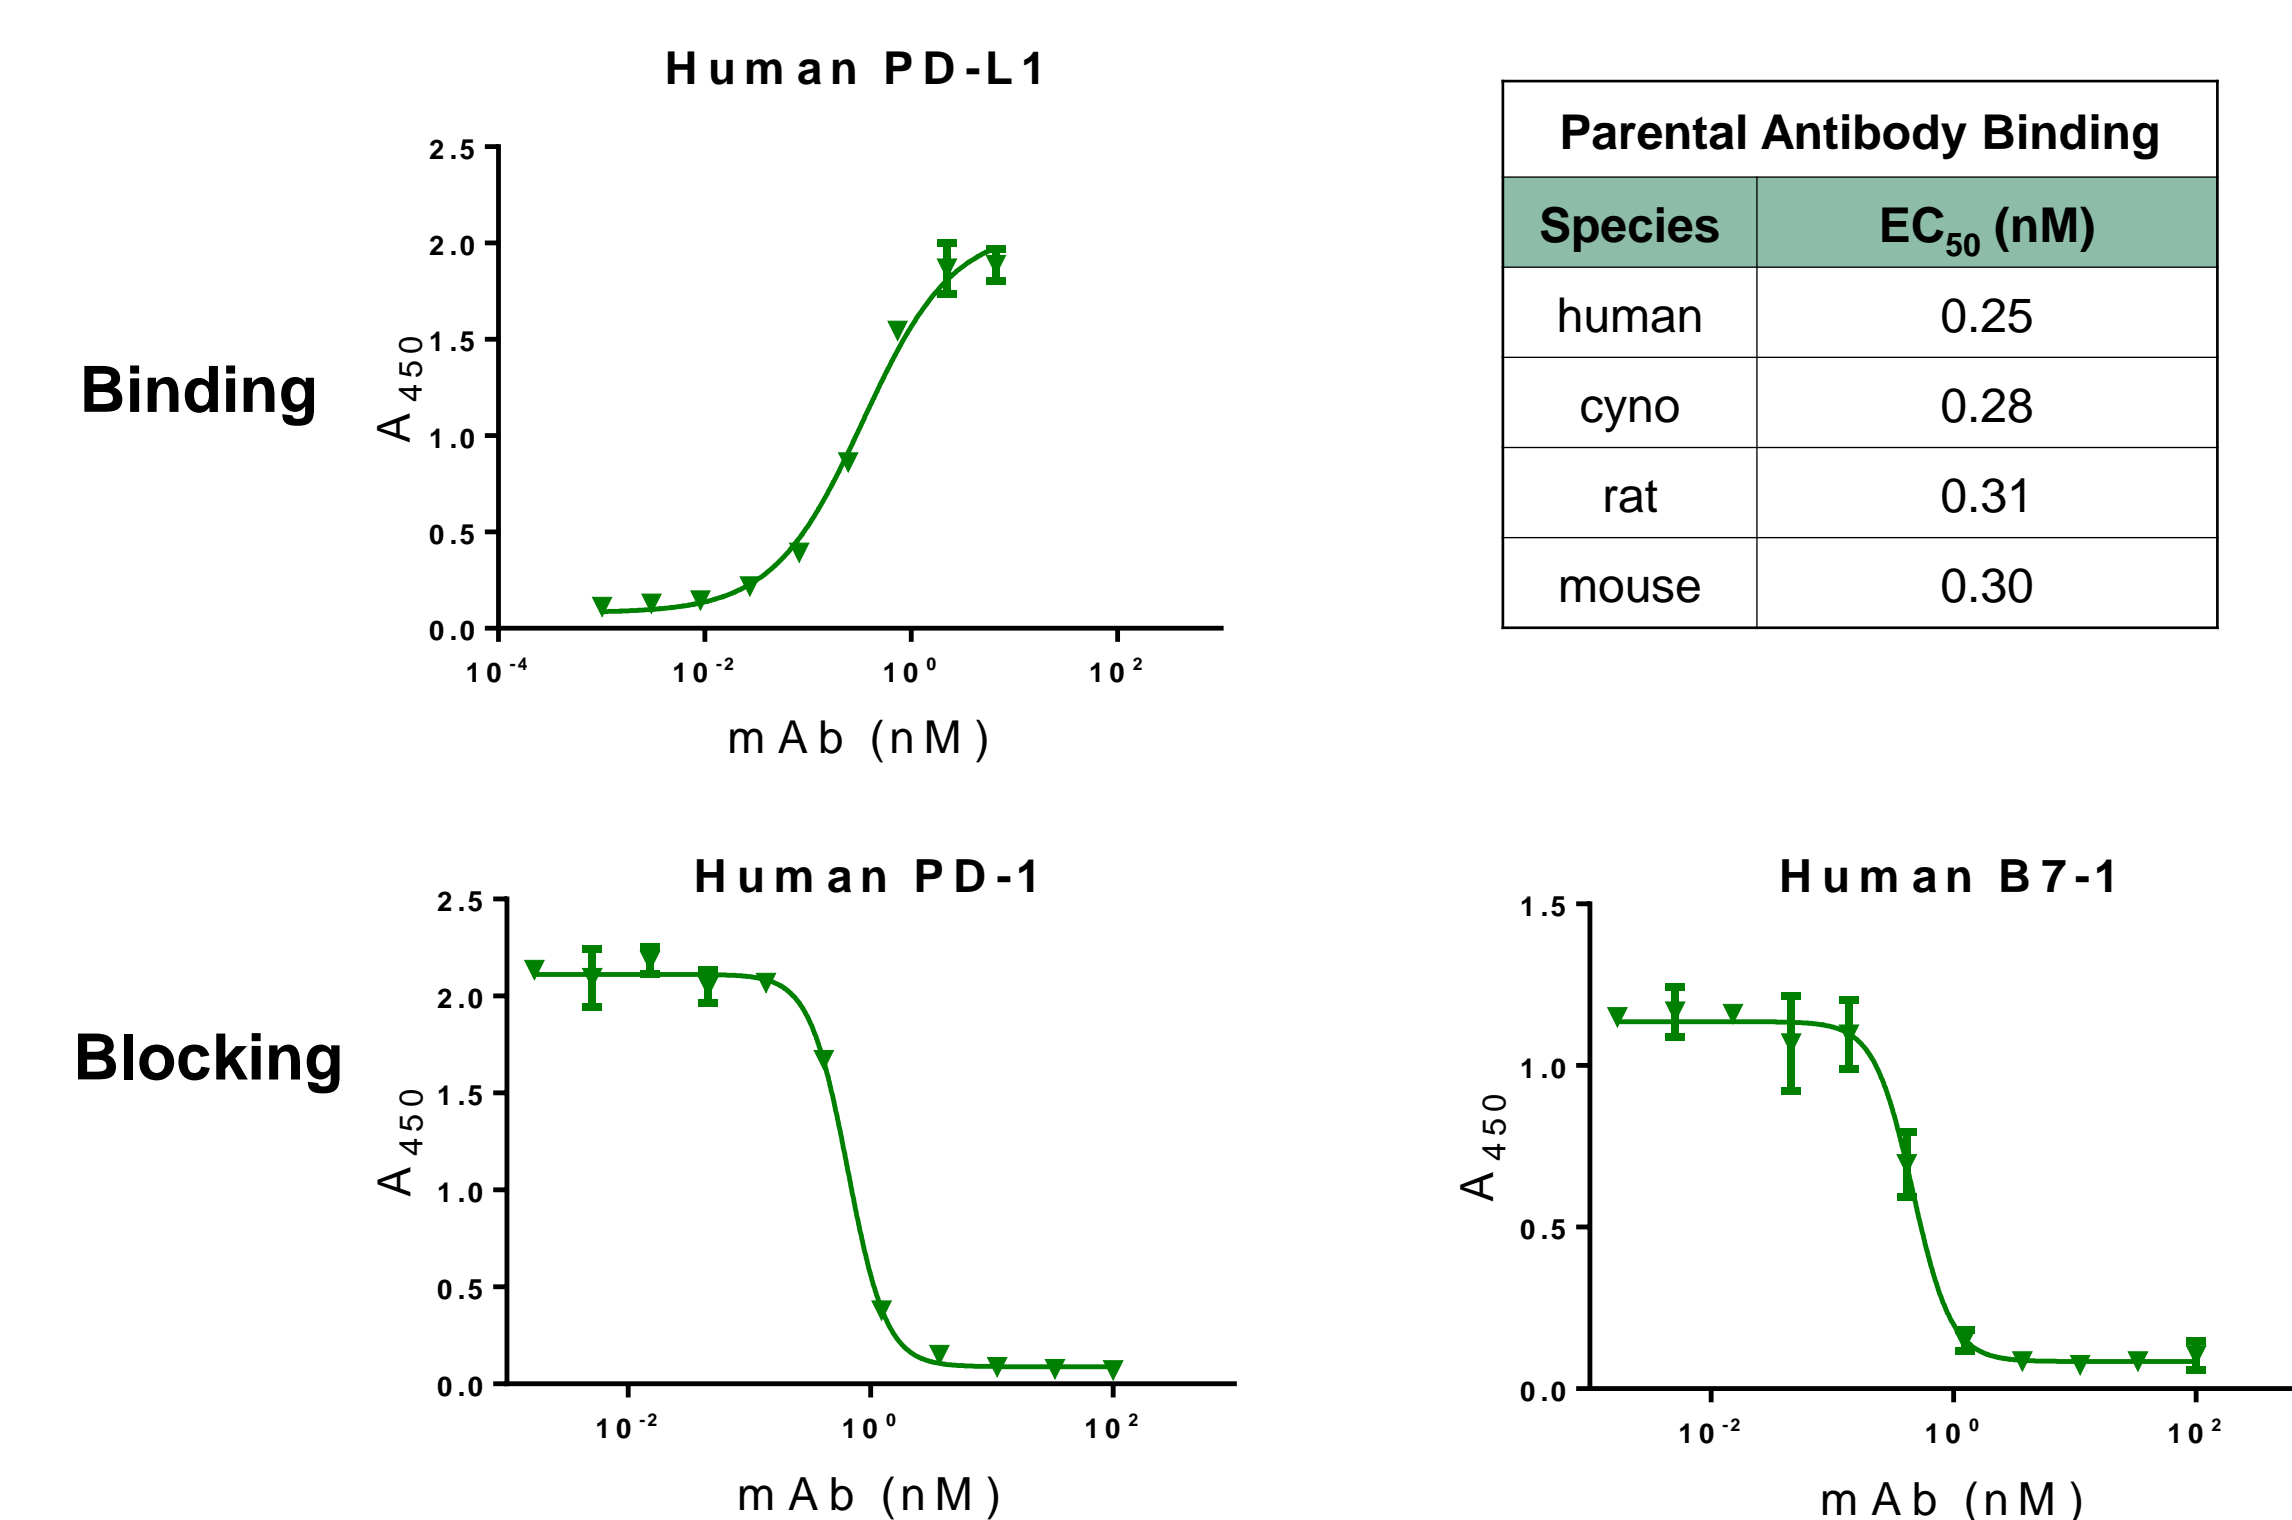 Human PD-L1
Binding
A450
2.5
2.0
1.5
1.0
0.5
0.0
10-4 10-2 100 102
mAb (nM)
Parental Antibody Binding
Species EC50 (nM)
human 0.25
cyno 0.28
rat 0.31
mouse 0.30
Blocking
Human PD-1
A450
2.5
2.0
1.5
1.0
0.5
0.0
10-2 100 102
mAb (nM)
Human B7-1
A450
1.5
1.0
0.5
0.0
10-2 100 102
mAb (nM)